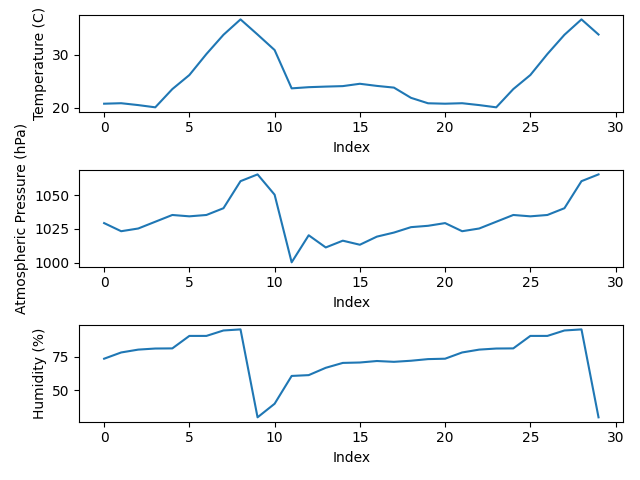 Temperature (C)
30
20
0 5 10 15 20 25 30
Index
Atmospheric Pressure (hPa)
1050
1025
1000
0 5 10 15 20 25 30
Index
Humidity (%)
75
50
0 5 10 15 20 25 30
Index